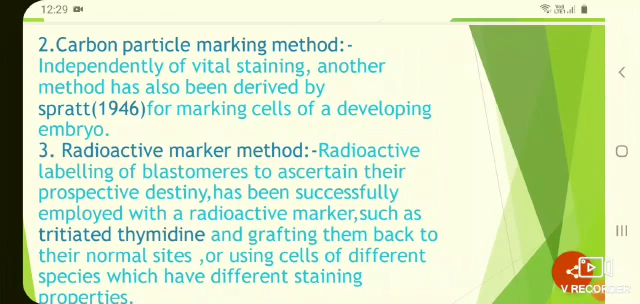 12:29
2.Carbon particle marking method:-
Independently of vital staining, another
method has also been derived by
spratt(1946)for marking cells of a developing
embryo.
3. Radioactive marker method:-Radioactive
labelling of blastomeres to ascertain their
prospective destiny,has been successfully
employed with a radioactive marker,such as
tritiated thymidine and grafting them back to
their normal sites ,or using cells of different
species which have different staining
properties.
V RECORDER